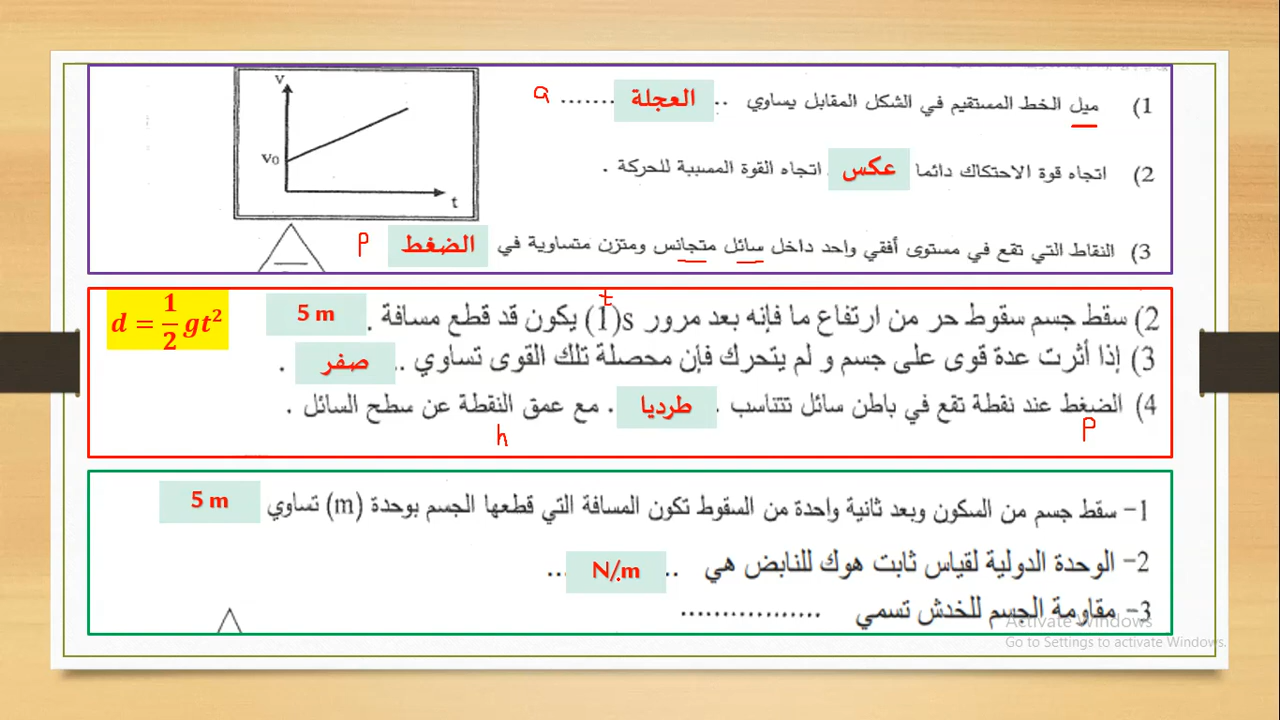 v
v₀
t
1) ميل الخط المستقيم في الشكل المقابل يساوي .. العجلة ....... a
2) اتجاه قوة الاحتكاك دائما عكس اتجاه القوة المسببة للحركة .
3) النقاط التي تقع في مستوى أفقي واحد داخل سائل متجانس ومتزن متساوية في الضغط P
t
2) سقط جسم سقوط حر من ارتفاع ما فإنه بعد مرور s(1) يكون قد قطع مسافة . 5 m
d = 1/2 gt²
3) إذا أثرت عدة قوى على جسم و لم يتحرك فإن محصلة تلك القوى تساوي .. صفر .
4) الضغط عند نقطة تقع في باطن سائل تتناسب . طرديا . مع عمق النقطة عن سطح السائل .
P
h
1- سقط جسم من السكون وبعد ثانية واحدة من السقوط تكون المسافة التي قطعها الجسم بوحدة (m) تساوي 5 m
2- الوحدة الدولية لقياس ثابت هوك للنابض هي .. N/m ...
3- مقاومة الجسم للخدش تسمي .................
Activate Windows
Go to Settings to activate Windows.